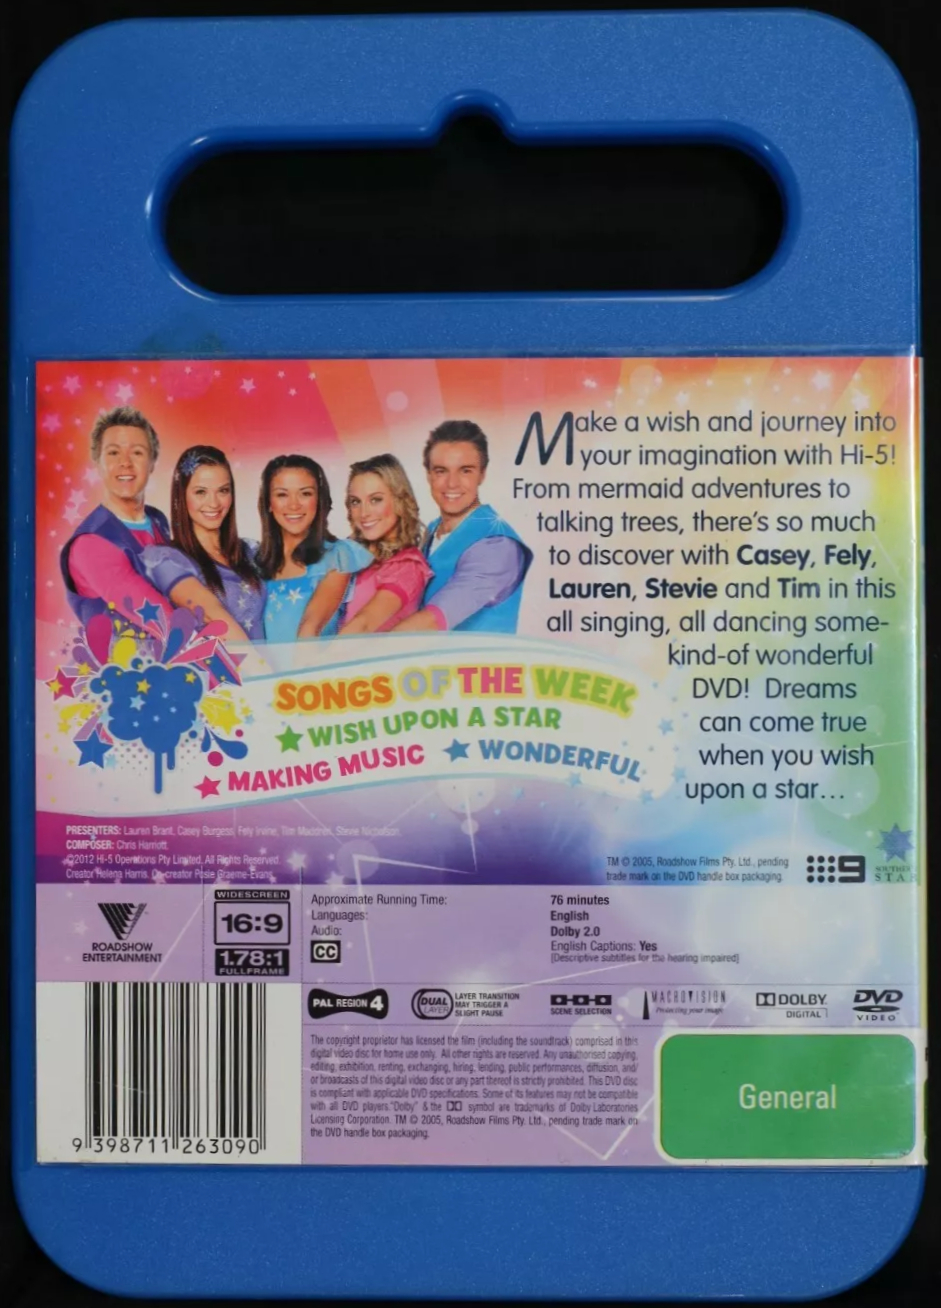 Make a wish and journey into
your imagination with Hi-5!
From mermaid adventures to
talking trees, there's so much
to discover with Casey, Fely,
Lauren, Stevie and Tim in this
all singing, all dancing some-
kind-of wonderful
DVD! Dreams
can come true
when you wish
upon a star...
SONGS OF THE WEEK
WISH UPON A STAR
MAKING MUSIC
WONDERFUL
PRESENTERS: Lauren Brant, Casey Burgess, Fely Irvine, Tim Maddren, Stevie Nicholson.
COMPOSER: Chris Harriott.
©2012 Hi-5 Operations Pty Limited. All Rights Reserved.
Creator Helena Harris. Co-creator Posie Graeme-Evans.
TM © 2005, Roadshow Films Pty. Ltd., pending
trade mark on the DVD handle box packaging.
9
SOUTHERN
STAR
ROADSHOW
ENTERTAINMENT
WIDESCREEN
16:9
1.78:1
FULLFRAME
Approximate Running Time: 76 minutes
Languages: English
Audio: Dolby 2.0
CC English Captions: Yes
(Descriptive subtitles for the hearing impaired)
PAL REGION 4
DUAL LAYER
LAYER TRANSITION
MAY TRIGGER A
SLIGHT PAUSE
SCENE SELECTION
MACROVISION
Protecting your image
DOLBY
DIGITAL
DVD
VIDEO
The copyright proprietor has licensed the film (including the soundtrack) comprised in this
digital video disc for home use only. All other rights are reserved. Any unauthorised copying,
editing, exhibition, renting, exchanging, hiring, lending, public performances, diffusion, and/
or broadcasts of this digital video disc or any part thereof is strictly prohibited. This DVD disc
is compliant with applicable DVD specifications. Some of its features may not be compatible
with all DVD players. "Dolby" & the symbol are trademarks of Dolby Laboratories
Licensing Corporation. TM © 2005, Roadshow Films Pty. Ltd., pending trade mark on
the DVD handle box packaging.
General
9 398711 263090